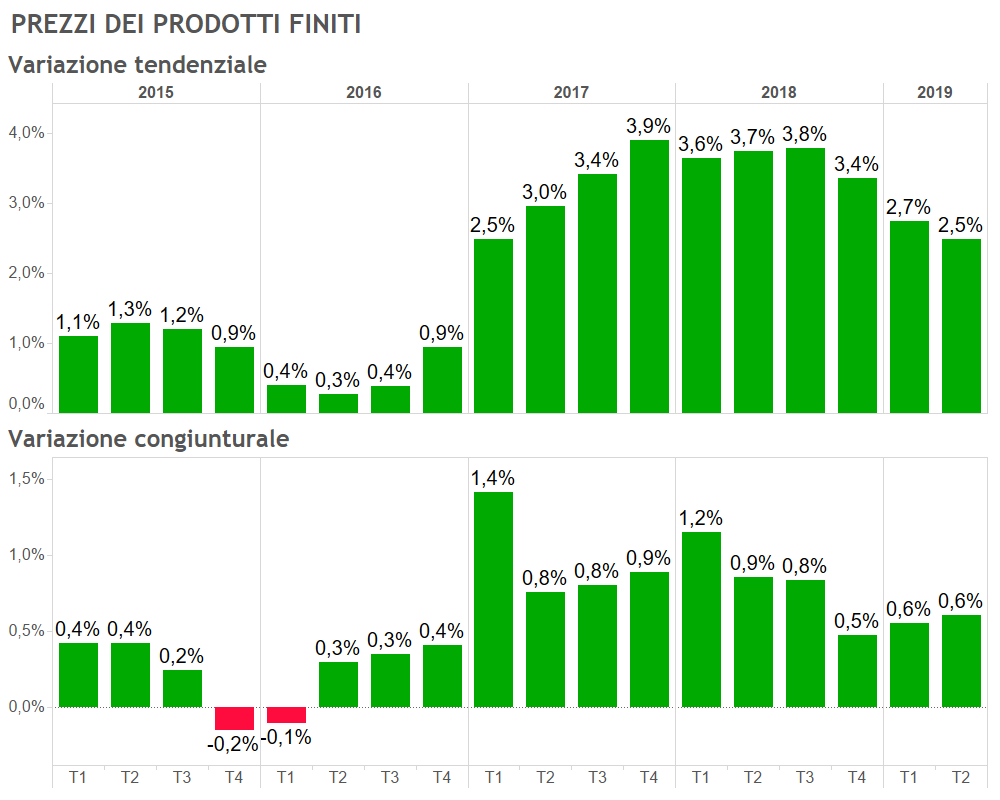 PREZZI DEI PRODOTTI FINITI
Variazione tendenziale
2015 2016 2017 2018 2019
4,0%
3,0%
2,0%
1,0%
0,0%
1,1% 1,3% 1,2% 0,9% 0,4% 0,3% 0,4% 0,9% 2,5% 3,0% 3,4% 3,9% 3,6% 3,7% 3,8% 3,4% 2,7% 2,5%
Variazione congiunturale
1,5%
1,0%
0,5%
0,0%
0,4% 0,4% 0,2% -0,2% -0,1% 0,3% 0,3% 0,4% 1,4% 0,8% 0,8% 0,9% 1,2% 0,9% 0,8% 0,5% 0,6% 0,6%
T1 T2 T3 T4 T1 T2 T3 T4 T1 T2 T3 T4 T1 T2 T3 T4 T1 T2